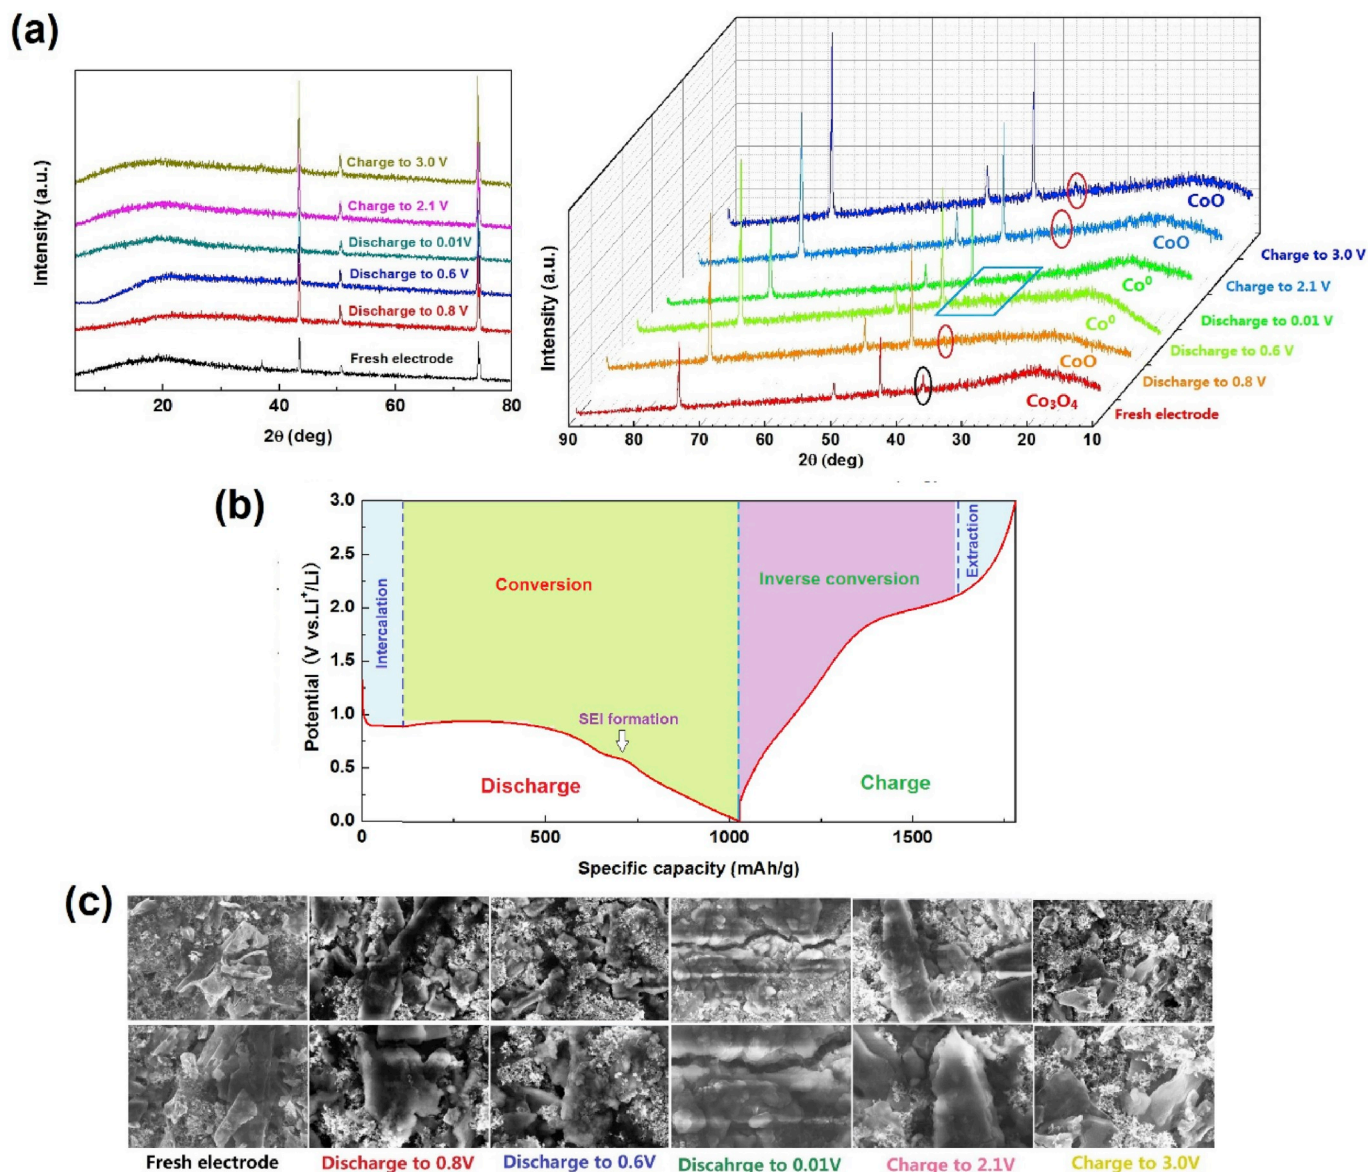 (a)
Intensity (a.u.)
Charge to 3.0 V
Charge to 2.1 V
Discharge to 0.01V
Discharge to 0.6 V
Discharge to 0.8 V
Fresh electrode
20 40 60 80
2θ (deg)
Intensity (a.u.)
CoO
CoO
Co⁰
Co⁰
CoO
Co₃O₄
Charge to 3.0 V
Charge to 2.1 V
Discharge to 0.01 V
Discharge to 0.6 V
Discharge to 0.8 V
Fresh electrode
90 80 70 60 50 40 30 20 10
2θ (deg)
(b)
Potential (V vs.Li⁺/Li)
3.0
2.5
2.0
1.5
1.0
0.5
0.0
Intercalation
Conversion
Inverse conversion
Extraction
SEI formation
Discharge
Charge
0 500 1000 1500
Specific capacity (mAh/g)
(c)
Fresh electrode
Discharge to 0.8V
Discharge to 0.6V
Discahrge to 0.01V
Charge to 2.1V
Charge to 3.0V